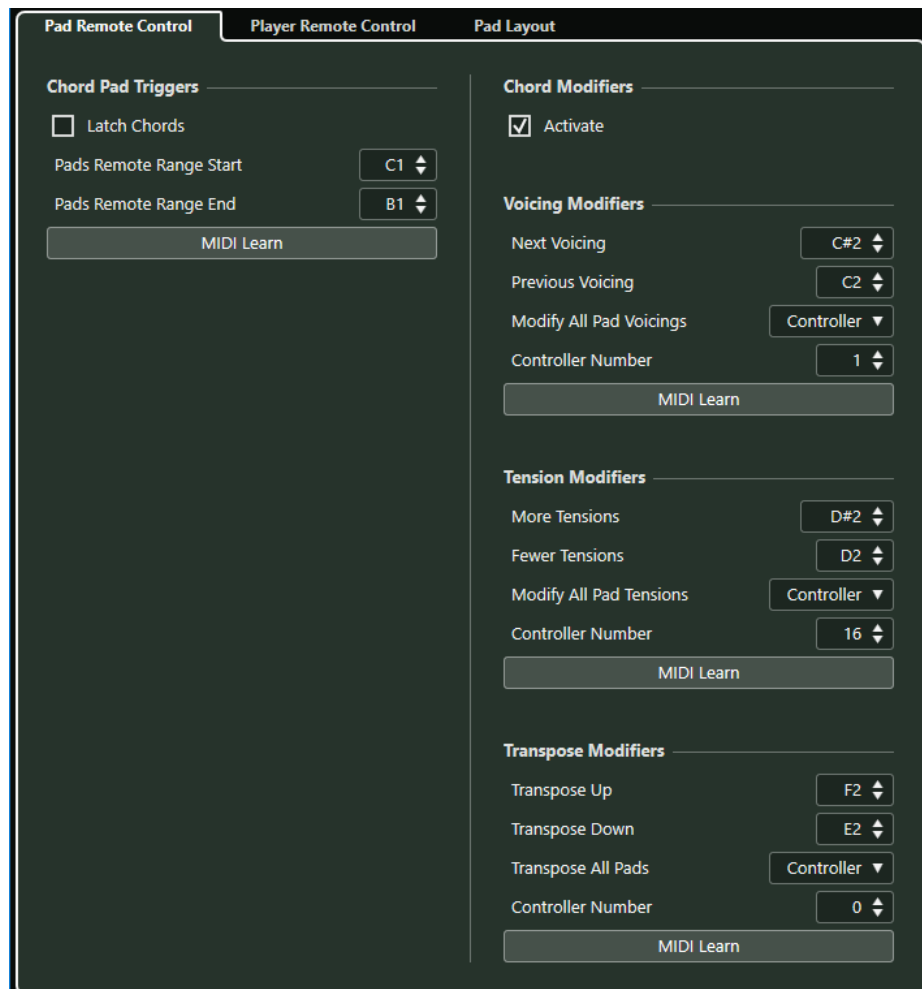 Pad Remote Control
Player Remote Control
Pad Layout
Chord Pad Triggers
Latch Chords
Pads Remote Range Start C1
Pads Remote Range End B1
MIDI Learn
Chord Modifiers
Activate
Voicing Modifiers
Next Voicing C#2
Previous Voicing C2
Modify All Pad Voicings Controller
Controller Number 1
MIDI Learn
Tension Modifiers
More Tensions D#2
Fewer Tensions D2
Modify All Pad Tensions Controller
Controller Number 16
MIDI Learn
Transpose Modifiers
Transpose Up F2
Transpose Down E2
Transpose All Pads Controller
Controller Number 0
MIDI Learn